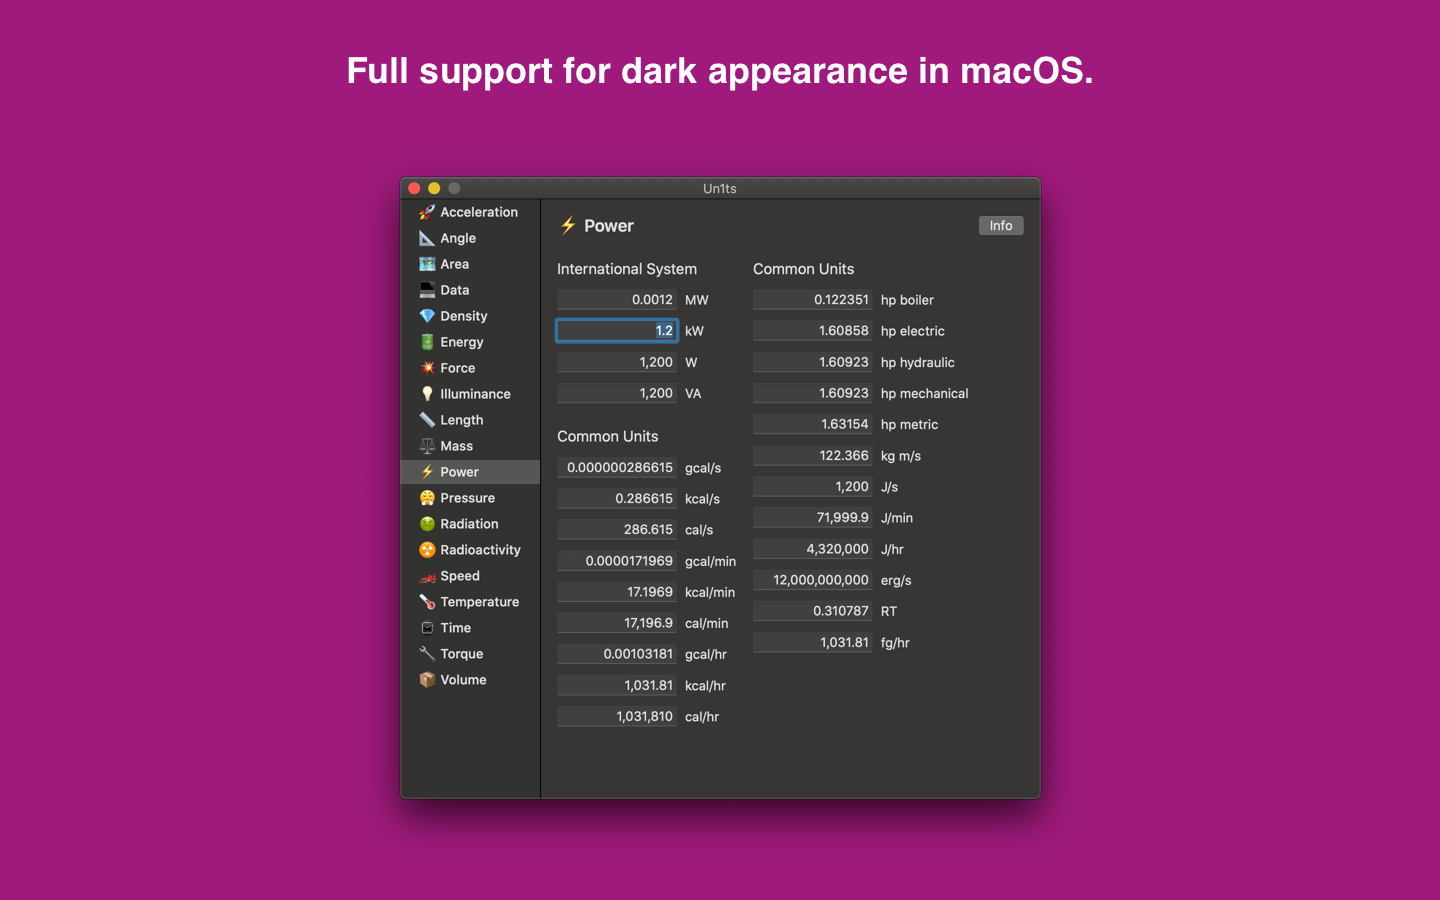 Full support for dark appearance in macOS.
Un1ts
Acceleration
Angle
Area
Data
Density
Energy
Force
Illuminance
Length
Mass
Power
Pressure
Radiation
Radioactivity
Speed
Temperature
Time
Torque
Volume
Power
Info
International System
0.0012 MW
1.2 kW
1,200 W
1,200 VA
Common Units
0.000000286615 gcal/s
0.286615 kcal/s
286.615 cal/s
0.0000171969 gcal/min
17.1969 kcal/min
17,196.9 cal/min
0.00103181 gcal/hr
1,031.81 kcal/hr
1,031,810 cal/hr
Common Units
0.122351 hp boiler
1.60858 hp electric
1.60923 hp hydraulic
1.60923 hp mechanical
1.63154 hp metric
122.366 kg m/s
1,200 J/s
71,999.9 J/min
4,320,000 J/hr
12,000,000,000 erg/s
0.310787 RT
1,031.81 fg/hr